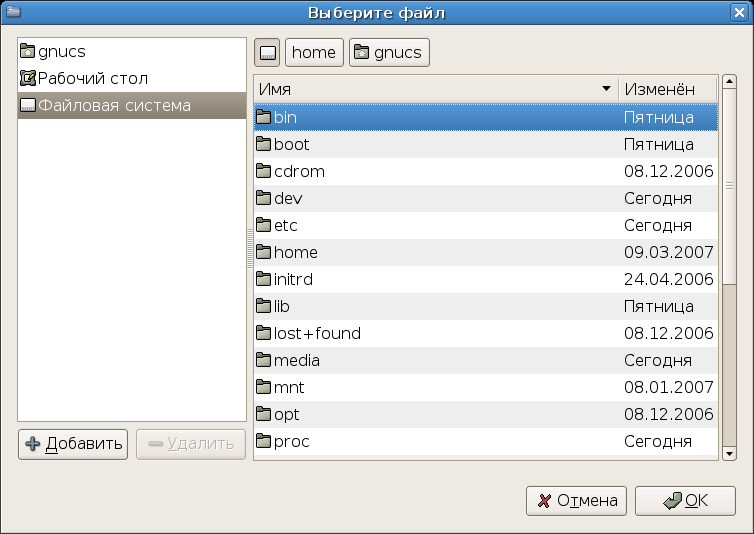 Выберите файл
gnucs
Рабочий стол
Файловая система
Добавить Удалить
home gnucs
Имя Изменён
bin Пятница
boot Пятница
cdrom 08.12.2006
dev Сегодня
etc Сегодня
home 09.03.2007
initrd 24.04.2006
lib Пятница
lost+found 08.12.2006
media Сегодня
mnt 08.01.2007
opt 08.12.2006
proc Сегодня
Отмена OK